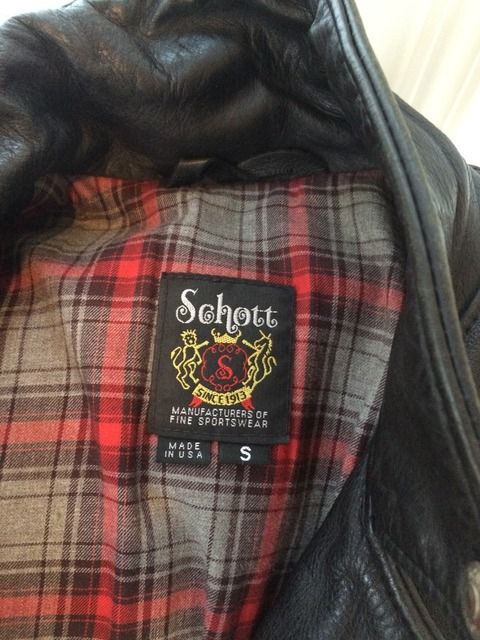 Schott
S
SINCE 1913
MANUFACTURERS OF
FINE SPORTSWEAR
MADE
IN USA
S